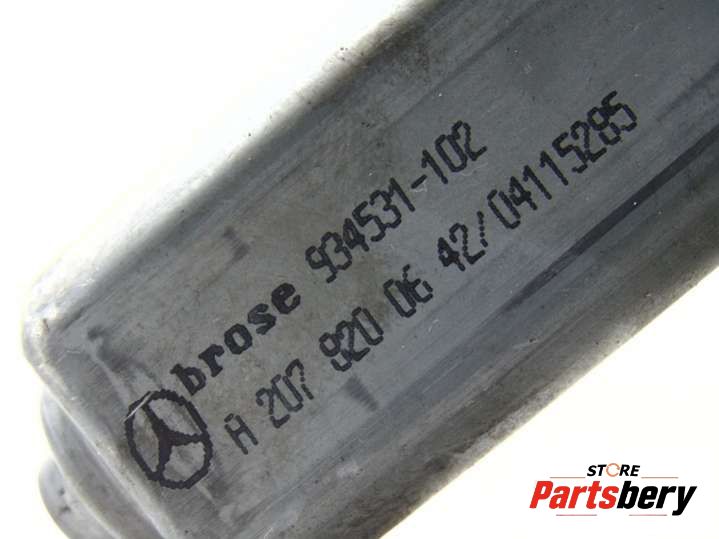 brose 934531-102
A 207 820 06 42/04115285
STORE
Partsbery